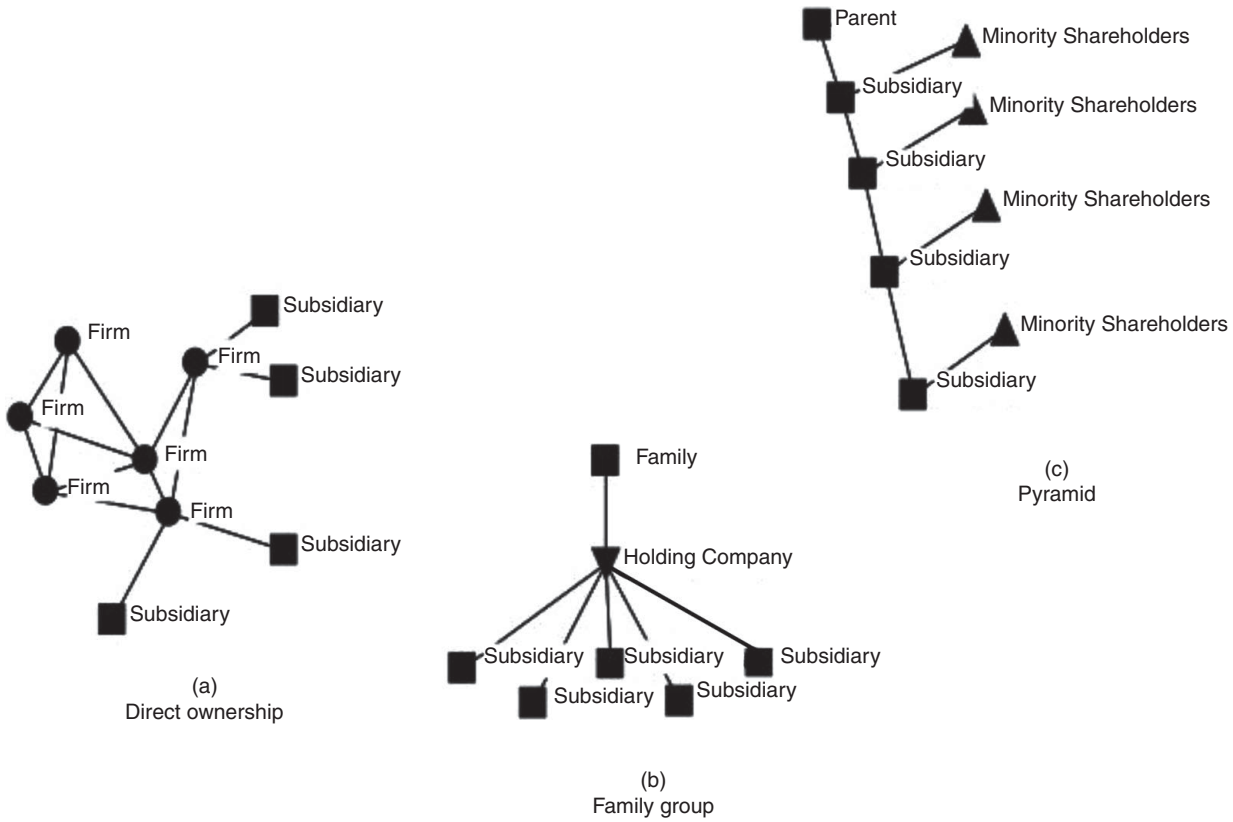 Subsidiary
Firm
Firm
Subsidiary
Firm
Firm
Firm
Firm
Subsidiary
Subsidiary
(a)
Direct ownership
Family
Holding Company
Subsidiary
Subsidiary
Subsidiary
Subsidiary
Subsidiary
(b)
Family group
Parent
Minority Shareholders
Subsidiary
Minority Shareholders
Subsidiary
Minority Shareholders
Subsidiary
Minority Shareholders
Subsidiary
(c)
Pyramid